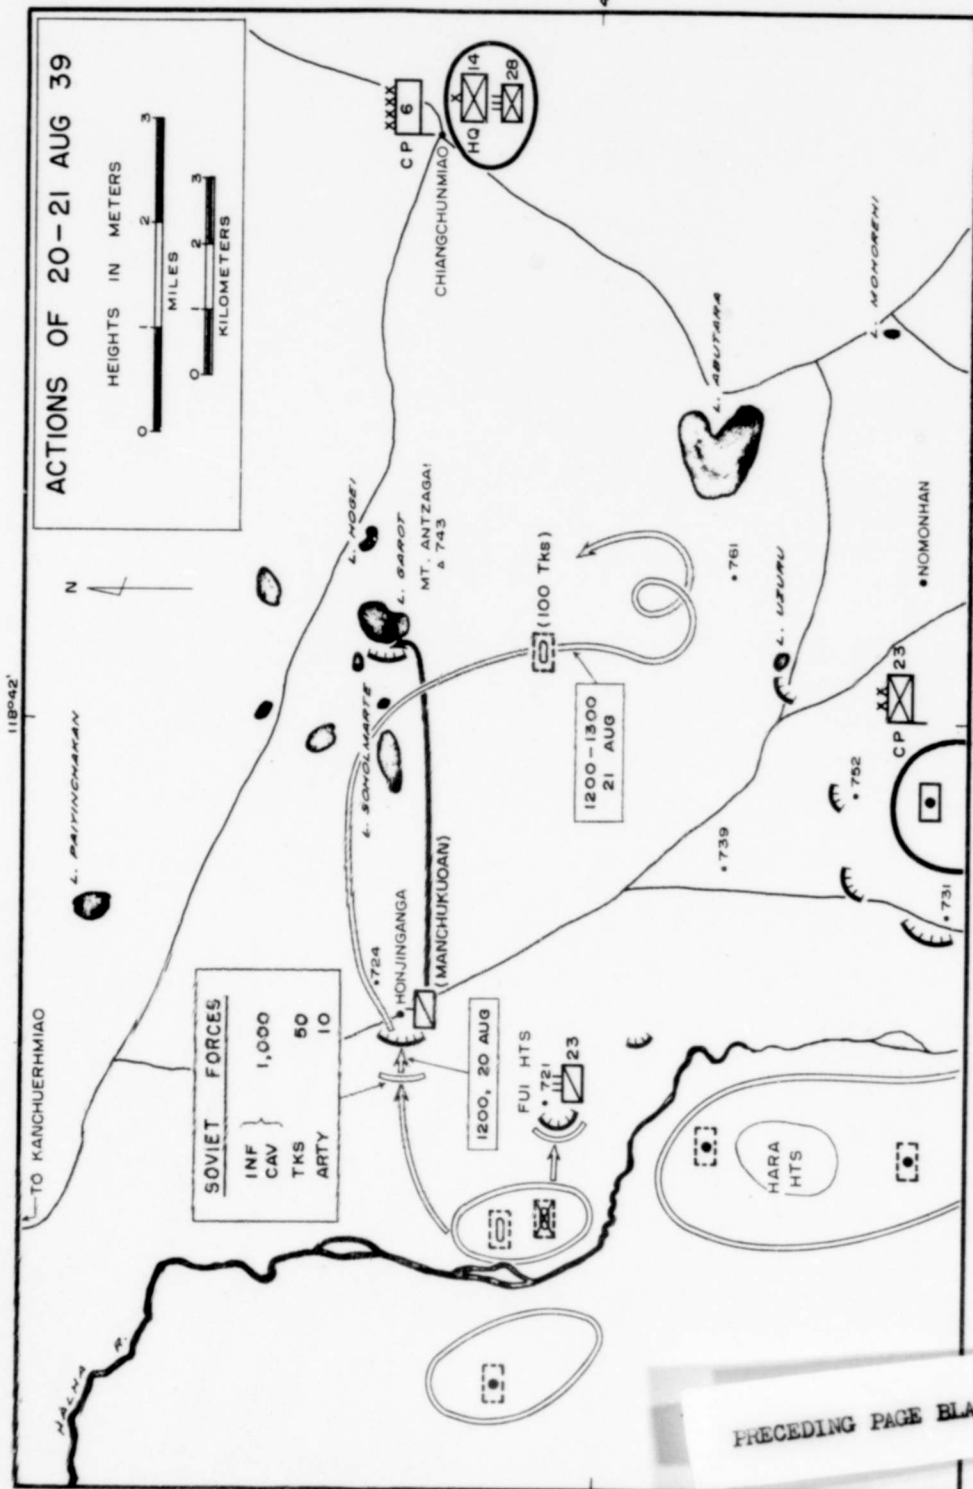 ACTIONS OF 20-21 AUG 39
HEIGHTS IN METERS
0 1 2 3
MILES
0 1 2 3
KILOMETERS
118°42'
N
TO KANCHUERHMIAO
L. PAIYINCHAKAN
HALHA R.
SOVIET FORCES
INF
CAV
1,000
TKS 50
ARTY 10
L. HOGEI
L. GAROT
MT. ANTZAGAI
743
L. SOHOLMARTE
724
HONJINGANGA
(MANCHUKUOAN)
1200, 20 AUG
FUI HTS
721
23
XXXX
6
CP
HQ
X
14
28
CHIANGCHUNMIAO
(100 TKs)
1200-1300
21 AUG
L. ABUTARA
761
L. UZURU
L. MOHOREHI
NOMONHAN
739
752
731
XX
23
CP
HARA
HTS
PRECEDING PAGE